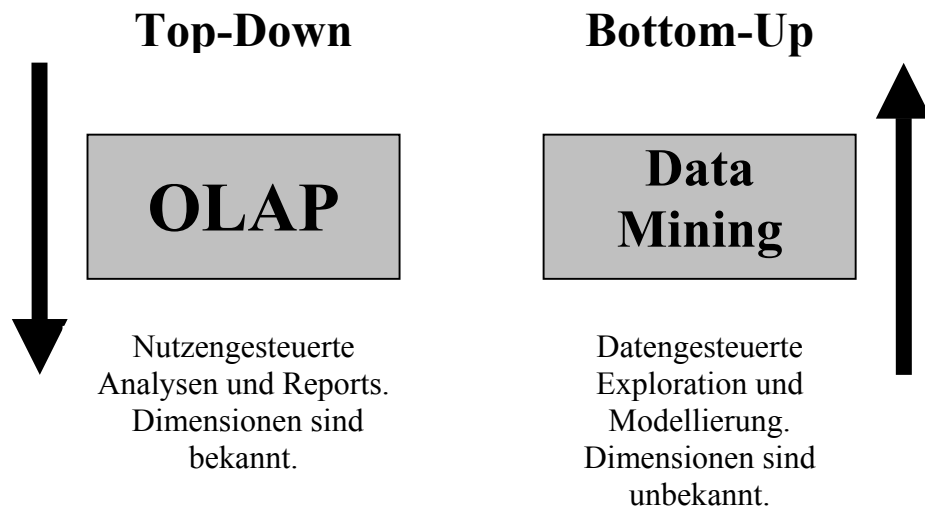 Top-Down
OLAP
Nutzengesteuerte
Analysen und Reports.
Dimensionen sind
bekannt.
Bottom-Up
Data
Mining
Datengesteuerte
Exploration und
Modellierung.
Dimensionen sind
unbekannt.